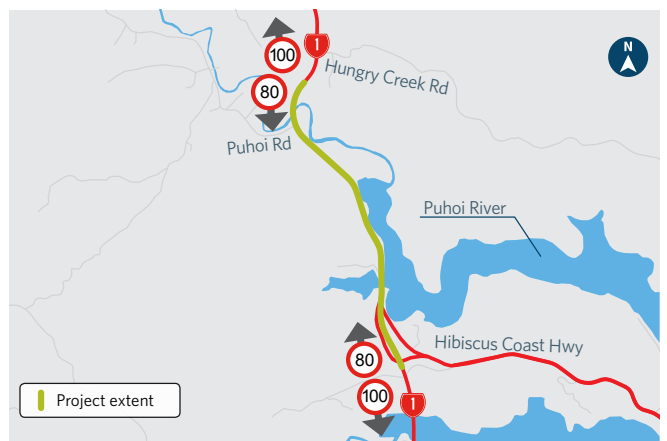 100
1
N
Hungry Creek Rd
80
Puhoi Rd
Puhoi River
Hibiscus Coast Hwy
80
100
1
Project extent